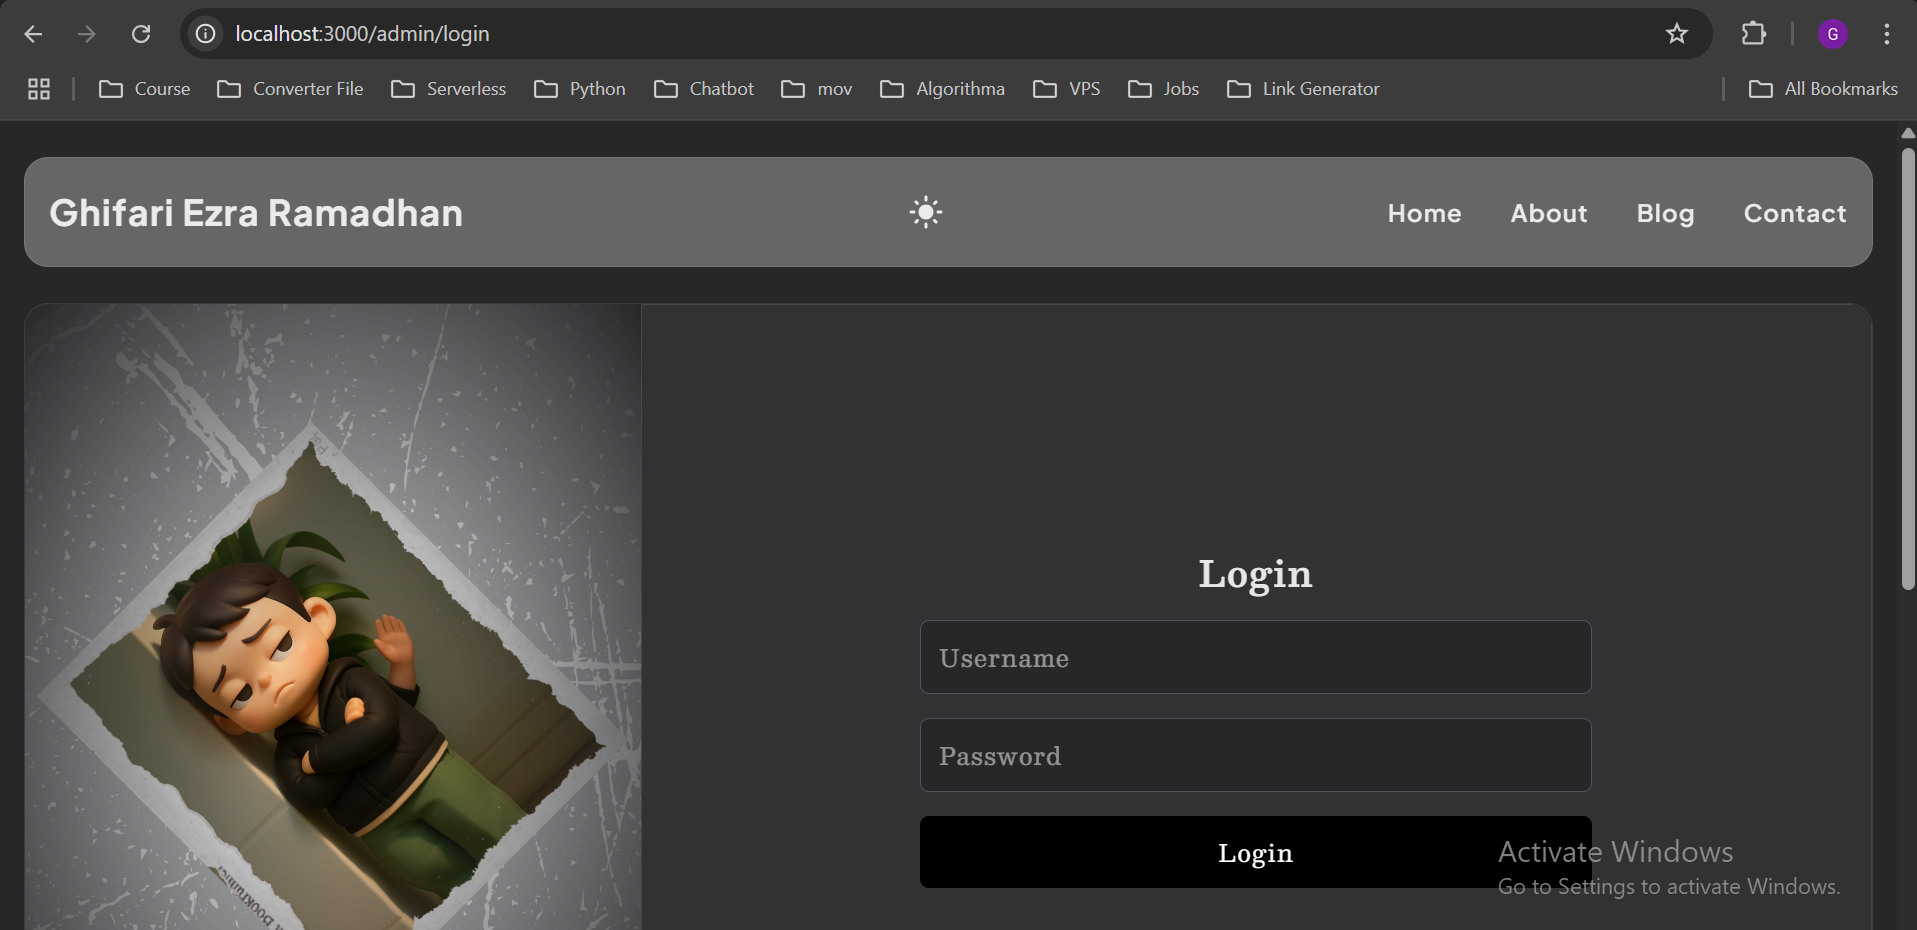 localhost:3000/admin/login
Course Converter File Serverless Python Chatbot mov Algorithma VPS Jobs Link Generator All Bookmarks
G
Ghifari Ezra Ramadhan Home About Blog Contact
Login
Username
Password
Login
Activate Windows
Go to Settings to activate Windows.